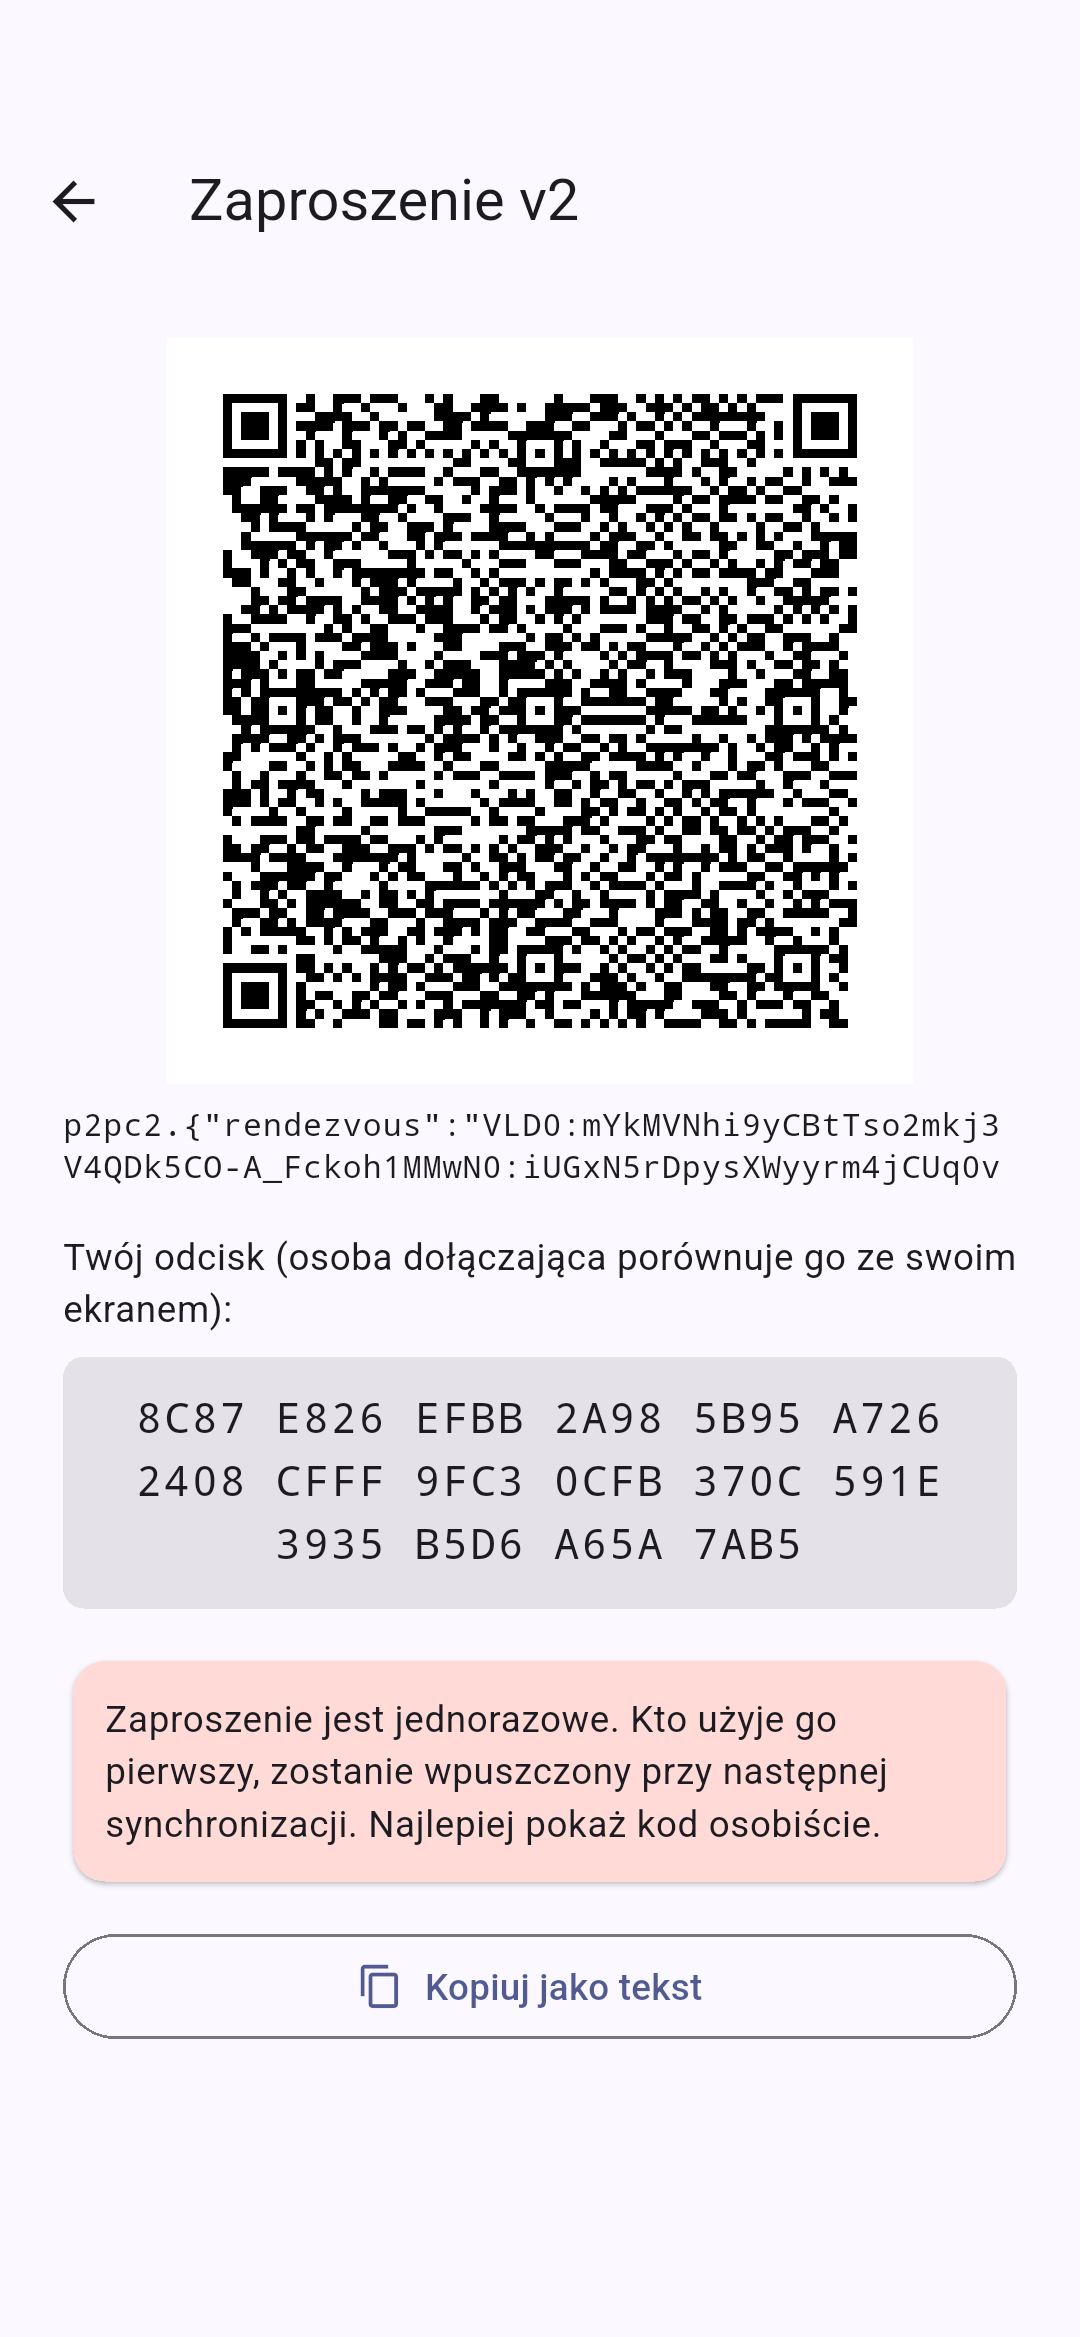 Zaproszenie v2
p2pc2.{"rendezvous":"VLDO:mYkMVNhi9yCBtTso2mkj3
V4QDk5CO-A_Fckoh1MMwN0:iUGxN5rDpysXWyyrm4jCUq0v
Twój odcisk (osoba dołączająca porównuje go ze swoim
ekranem):
8C87 E826 EFBB 2A98 5B95 A726
2408 CFFF 9FC3 0CFB 370C 591E
3935 B5D6 A65A 7AB5
Zaproszenie jest jednorazowe. Kto użyje go
pierwszy, zostanie wpuszczony przy następnej
synchronizacji. Najlepiej pokaż kod osobiście.
Kopiuj jako tekst